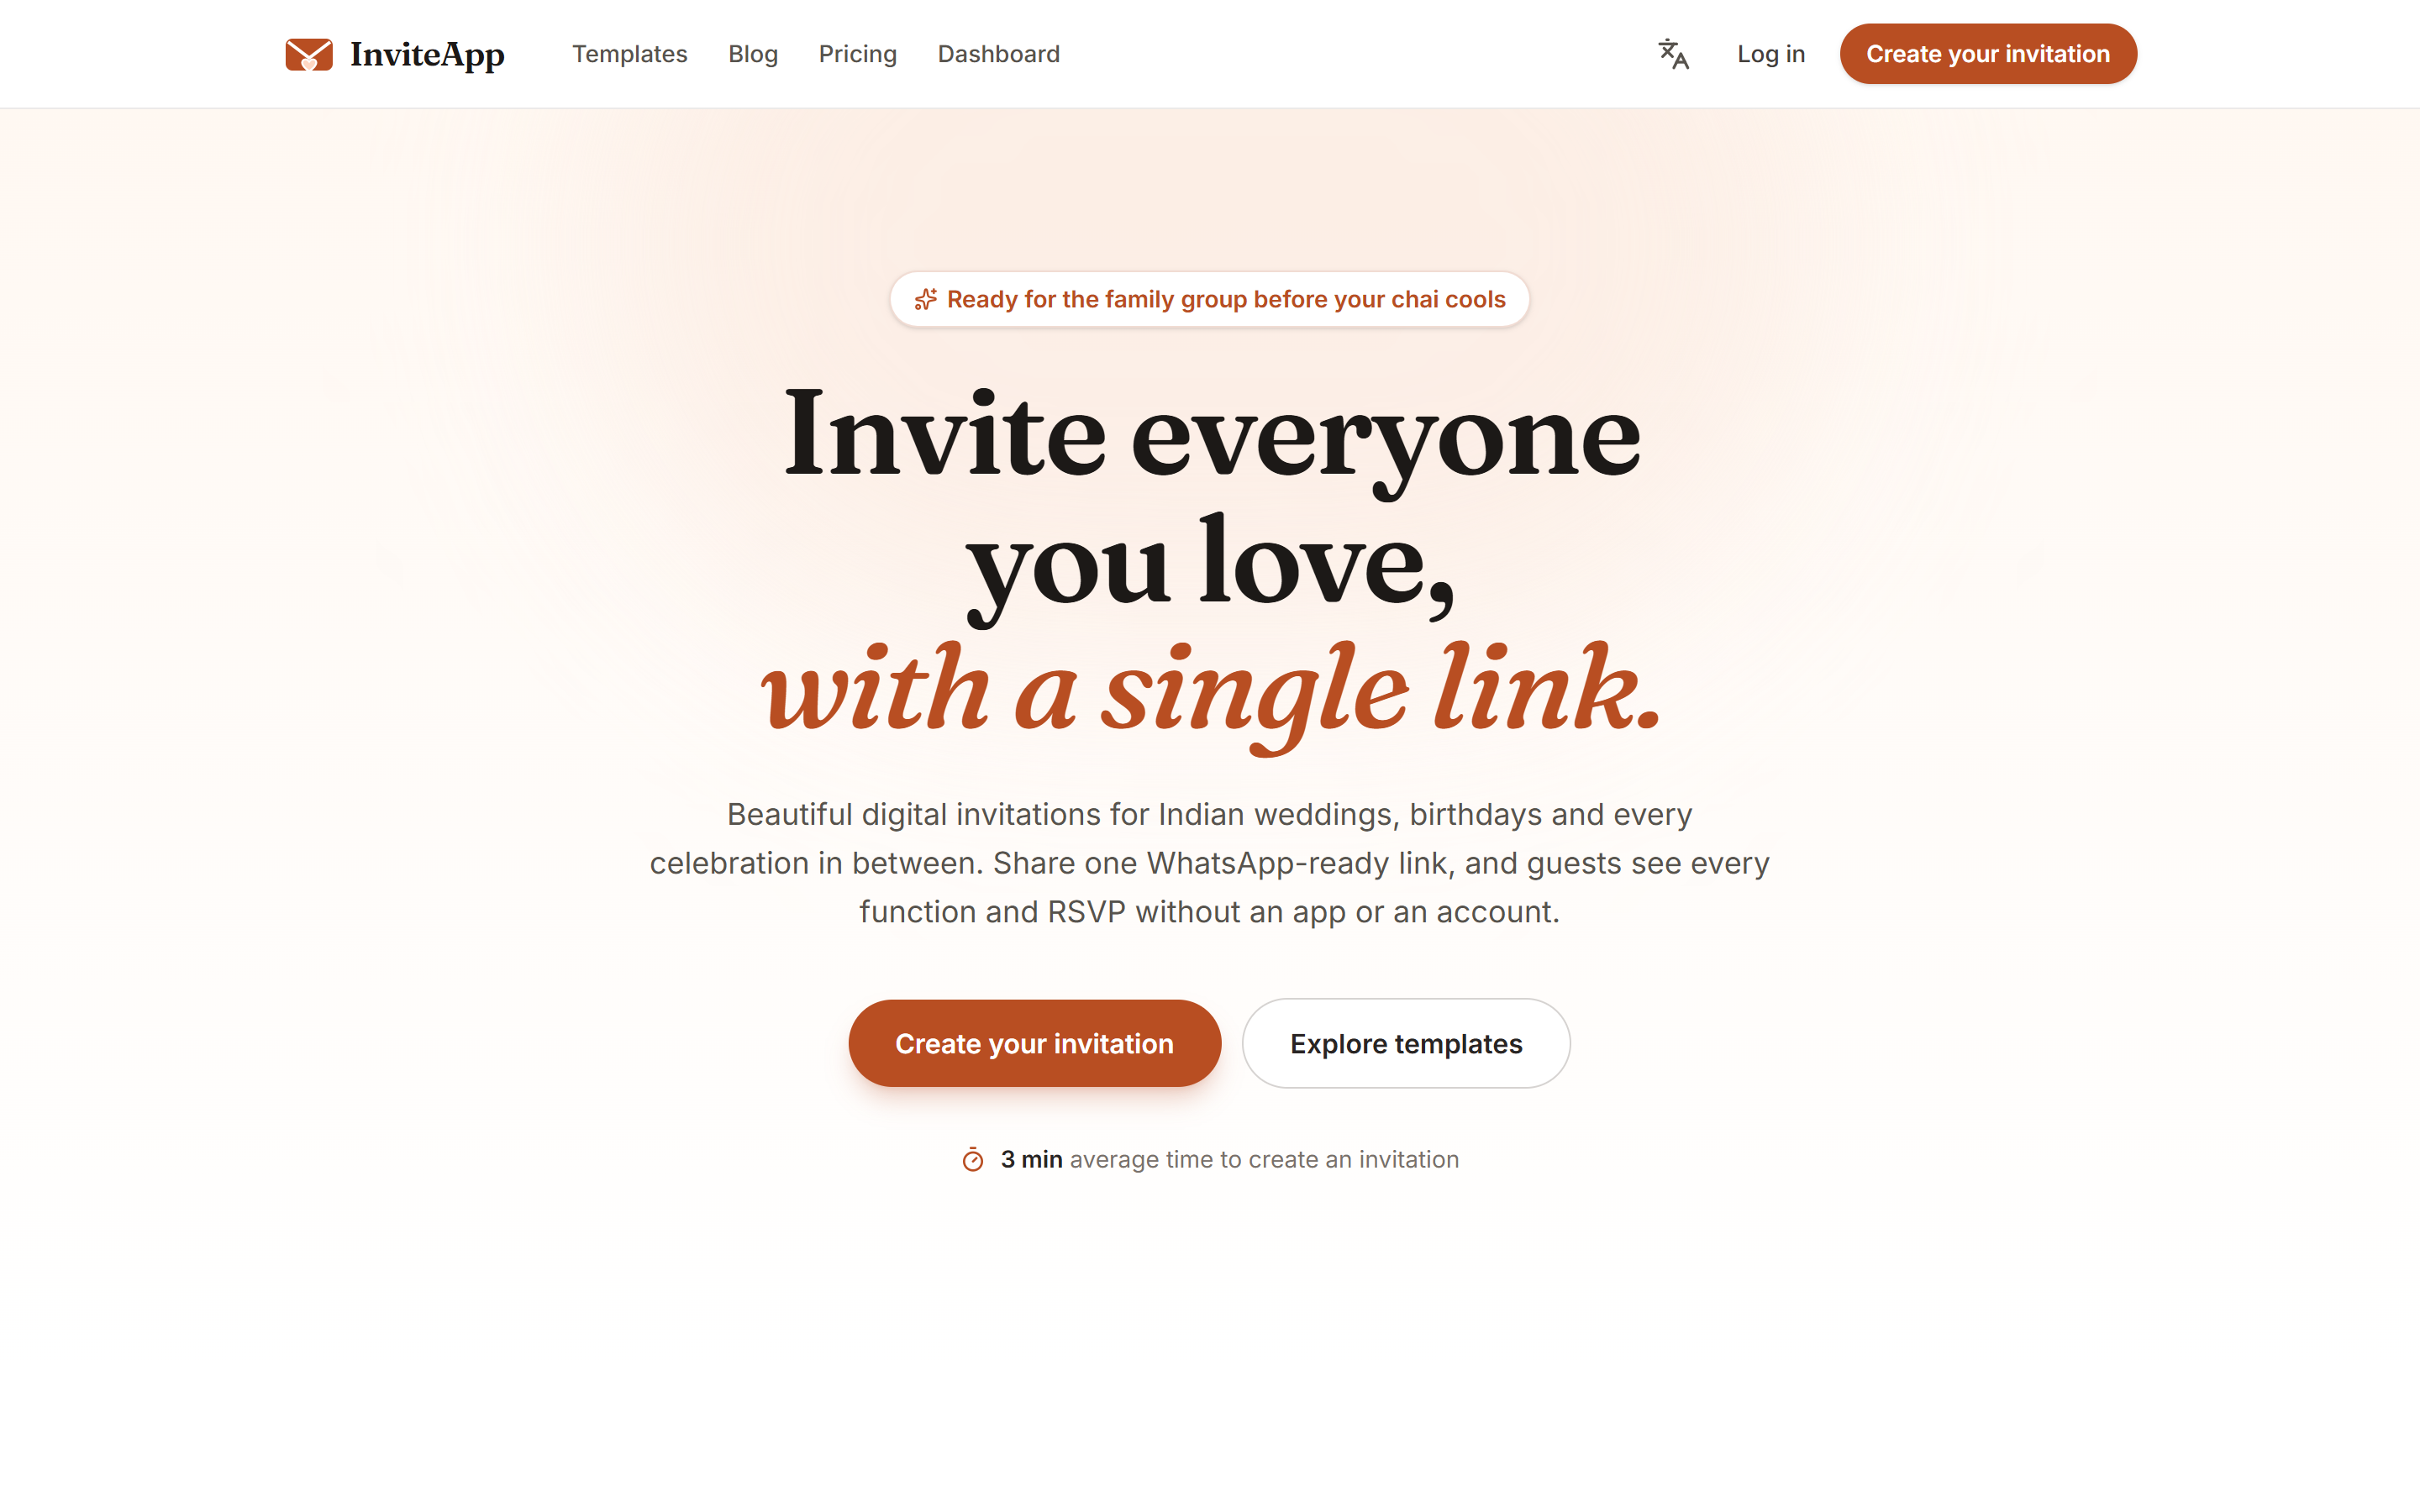 InviteApp
Templates
Blog
Pricing
Dashboard
Log in
Create your invitation
Ready for the family group before your chai cools
Invite everyone
you love,
with a single link.
Beautiful digital invitations for Indian weddings, birthdays and every
celebration in between. Share one WhatsApp-ready link, and guests see every
function and RSVP without an app or an account.
Create your invitation
Explore templates
3 min average time to create an invitation